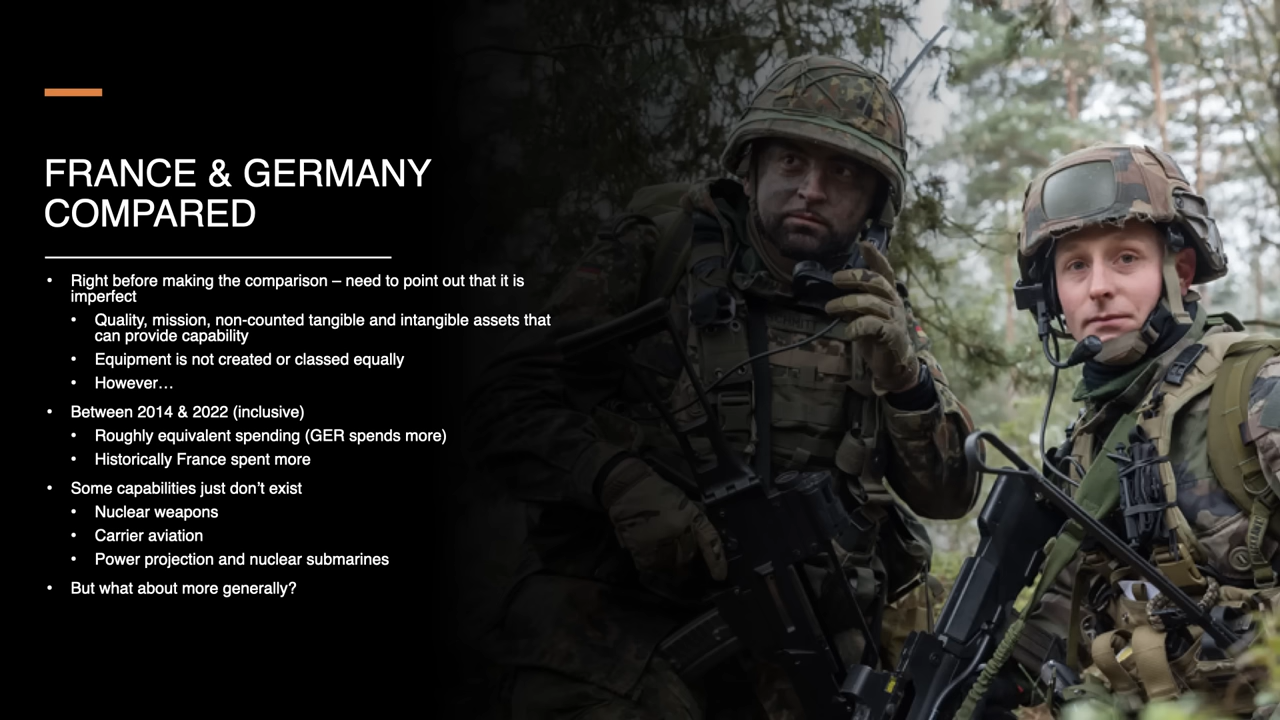 FRANCE & GERMANY
COMPARED
• Right before making the comparison – need to point out that it is
imperfect
• Quality, mission, non-counted tangible and intangible assets that
can provide capability
• Equipment is not created or classed equally
• However…
• Between 2014 & 2022 (inclusive)
• Roughly equivalent spending (GER spends more)
• Historically France spent more
• Some capabilities just don’t exist
• Nuclear weapons
• Carrier aviation
• Power projection and nuclear submarines
• But what about more generally?